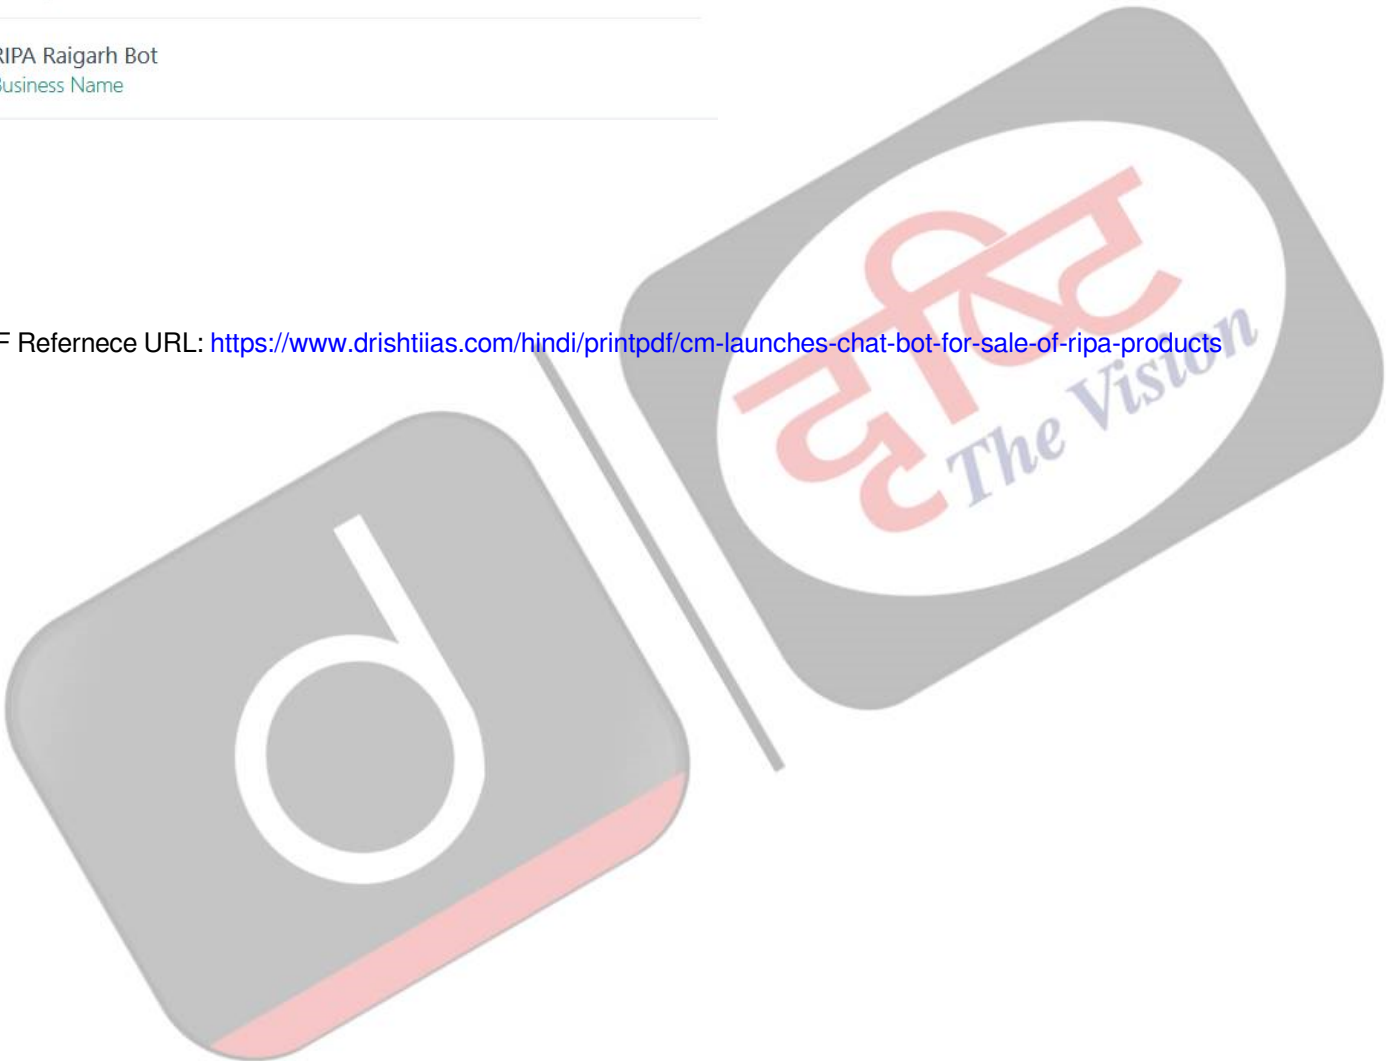 RIPA Raigarh Bot
Business Name
F Refernece URL: https://www.drishtiias.com/hindi/printpdf/cm-launches-chat-bot-for-sale-of-ripa-products
दृष्टि
The Vision
d